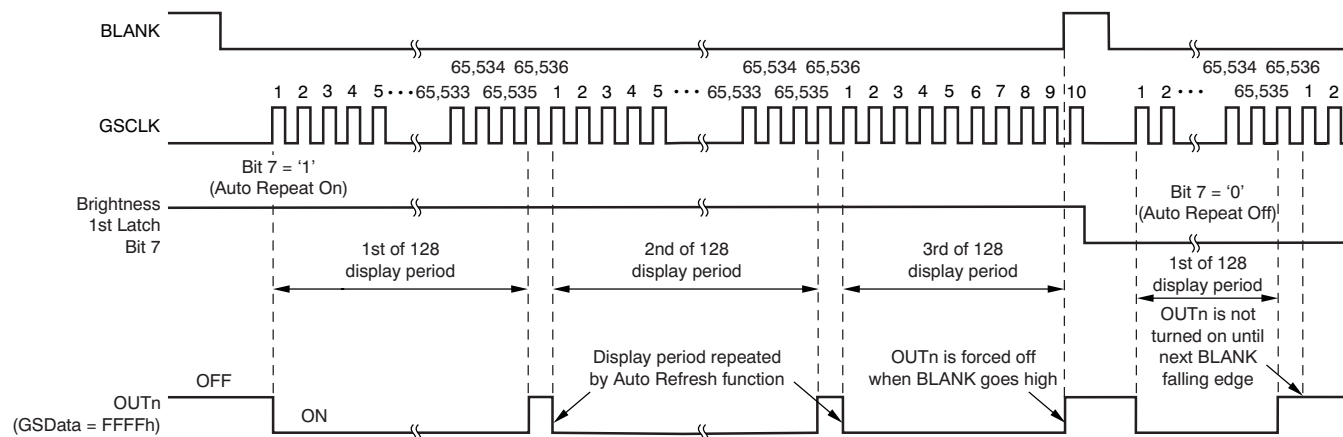 BLANK
65,534 65,536
65,534 65,536
65,534 65,536
1 2 3 4 5 ••• 65,533 65,535 1 2 3 4 5 ••• 65,533 65,535 1 2 3 4 5 6 7 8 9 10 1 2 ••• 65,535 1 2
GSCLK
Bit 7 = ‘1’
(Auto Repeat On)
Bit 7 = ‘0’
(Auto Repeat Off)
Brightness
1st Latch
Bit 7
1st of 128
display period
2nd of 128
display period
3rd of 128
display period
1st of 128
display period
OUTn is not
turned on until
next BLANK
falling edge
Display period repeated
by Auto Refresh function
OUTn is forced off
when BLANK goes high
OFF
ON
OUTn
(GSData = FFFFh)